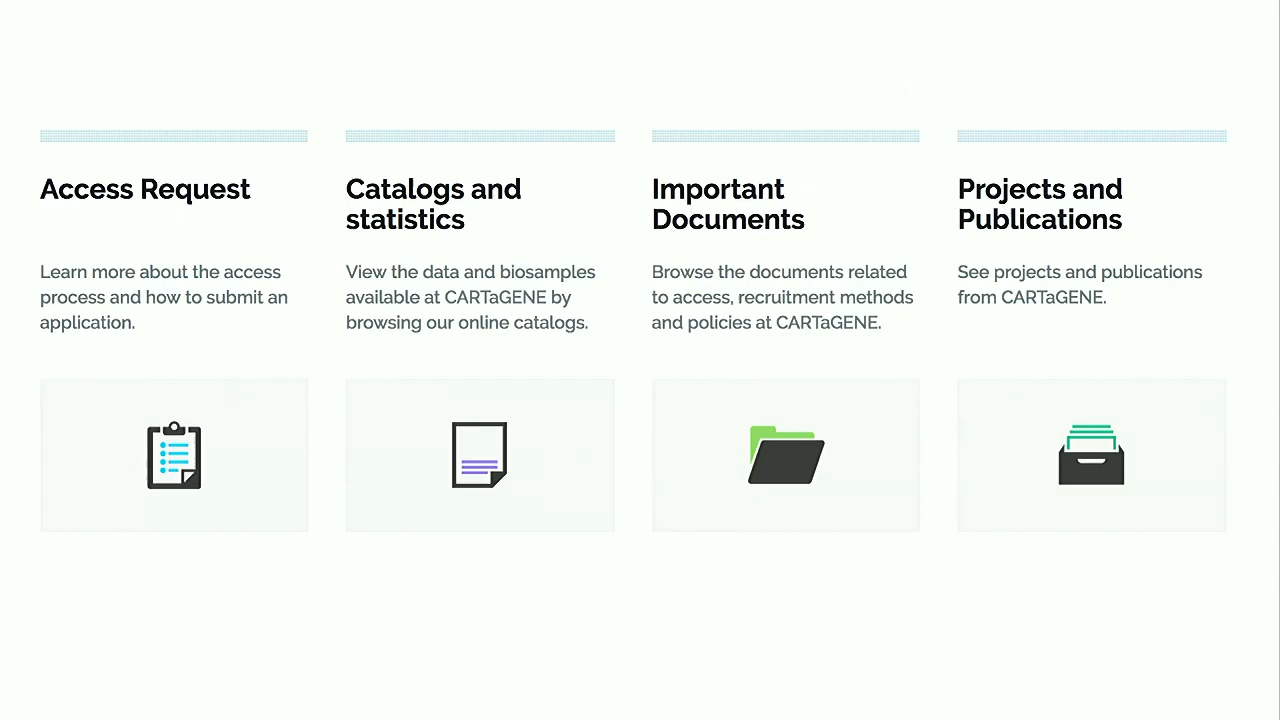 Access Request
Learn more about the access
process and how to submit an
application.
Catalogs and
statistics
View the data and biosamples
available at CARTaGENE by
browsing our online catalogs.
Important
Documents
Browse the documents related
to access, recruitment methods
and policies at CARTaGENE.
Projects and
Publications
See projects and publications
from CARTaGENE.